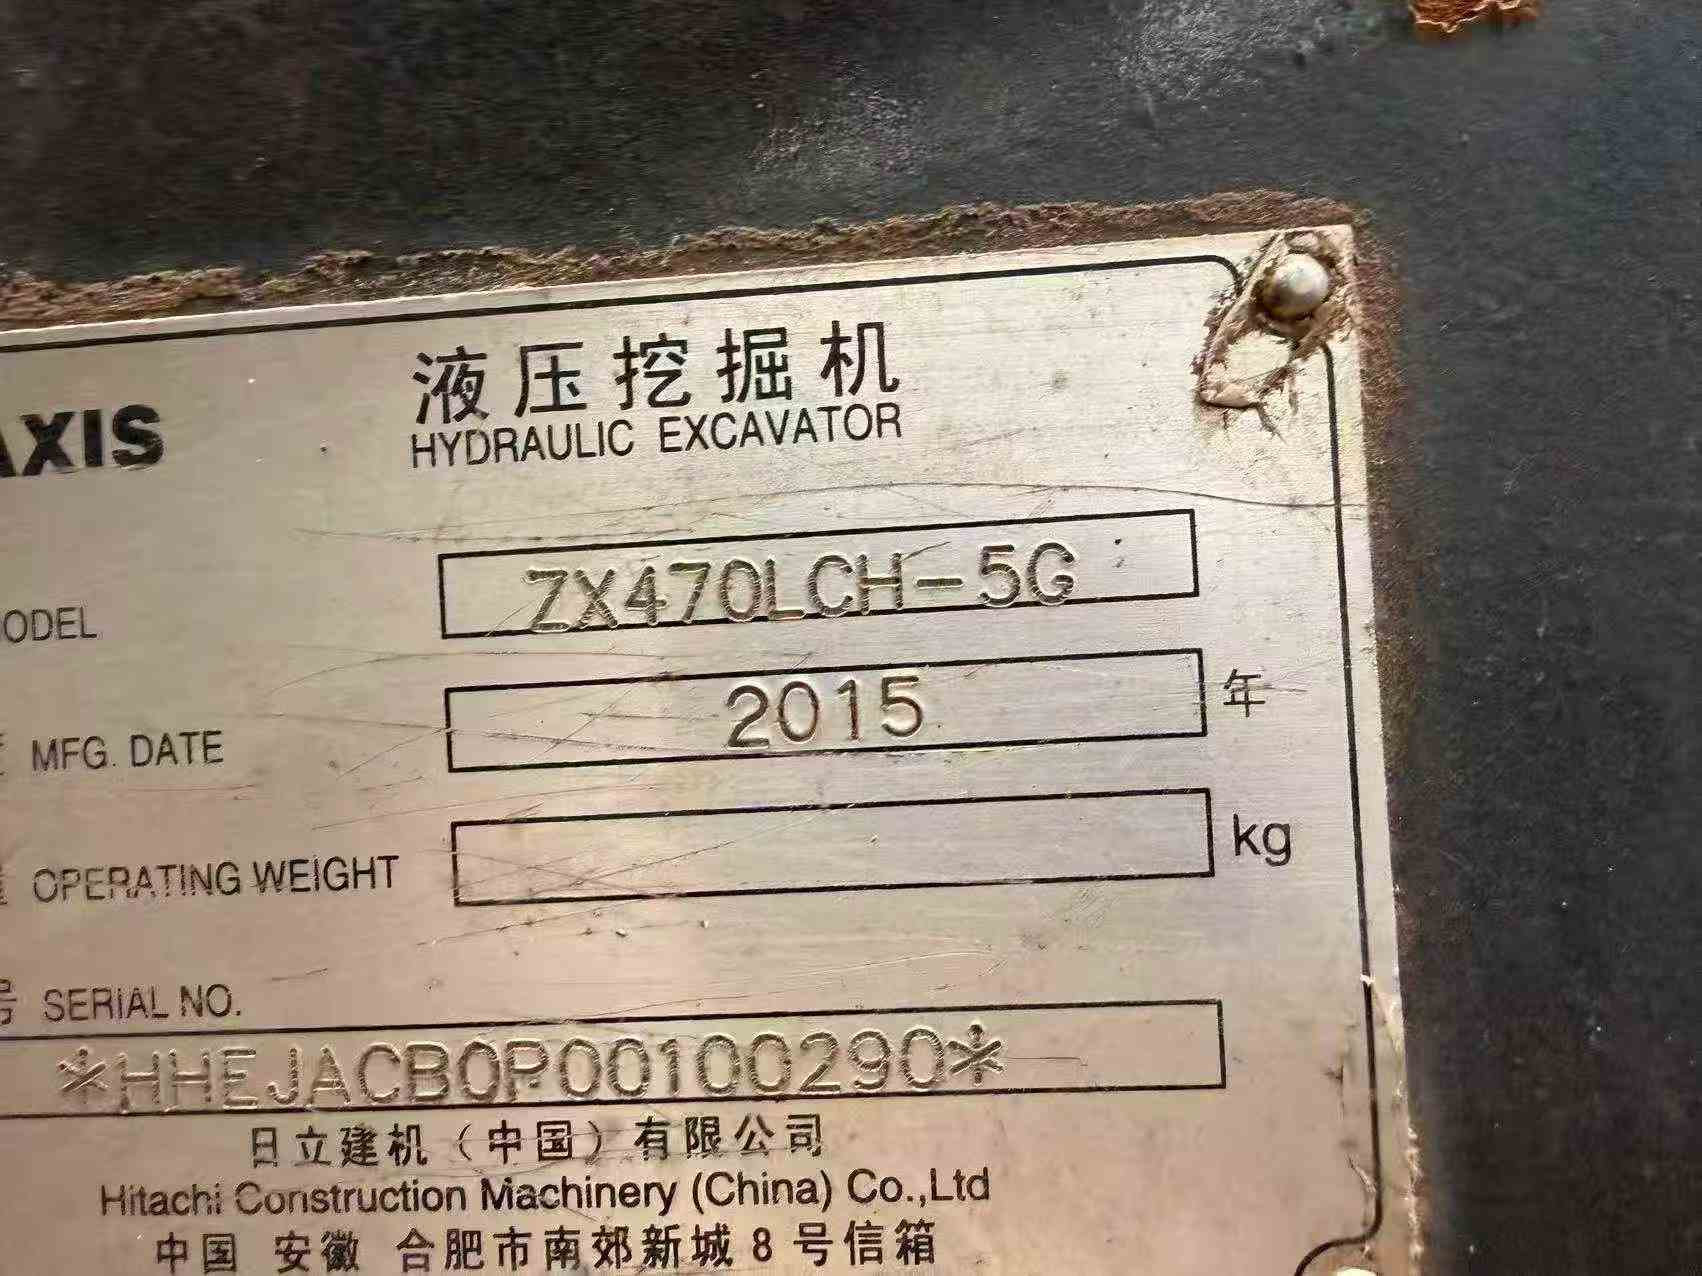 AXIS
液压挖掘机
HYDRAULIC EXCAVATOR
ODEL ZX470LCH-5G
MFG. DATE 2015 年
OPERATING WEIGHT kg
号 SERIAL NO.
*HHEJACB0P00100290*
日立建机（中国）有限公司
Hitachi Construction Machinery (China) Co.,Ltd
中国 安徽 合肥市南郊新城 8 号信箱